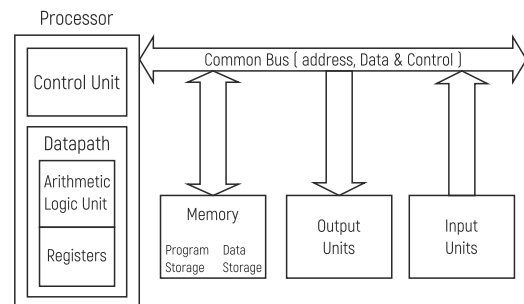 Processor
Control Unit
Datapath
Arithmetic
Logic Unit
Registers
Common Bus ( address, Data & Control )
Memory
Program
Storage
Data
Storage
Output
Units
Input
Units